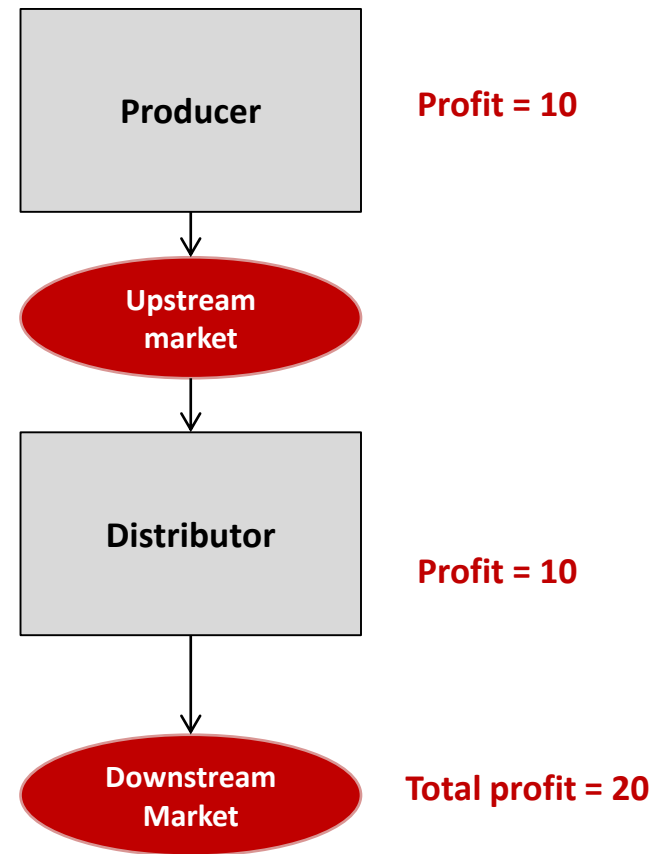 Producer
Profit = 10
Upstream
market
Distributor
Profit = 10
Downstream
Market
Total profit = 20